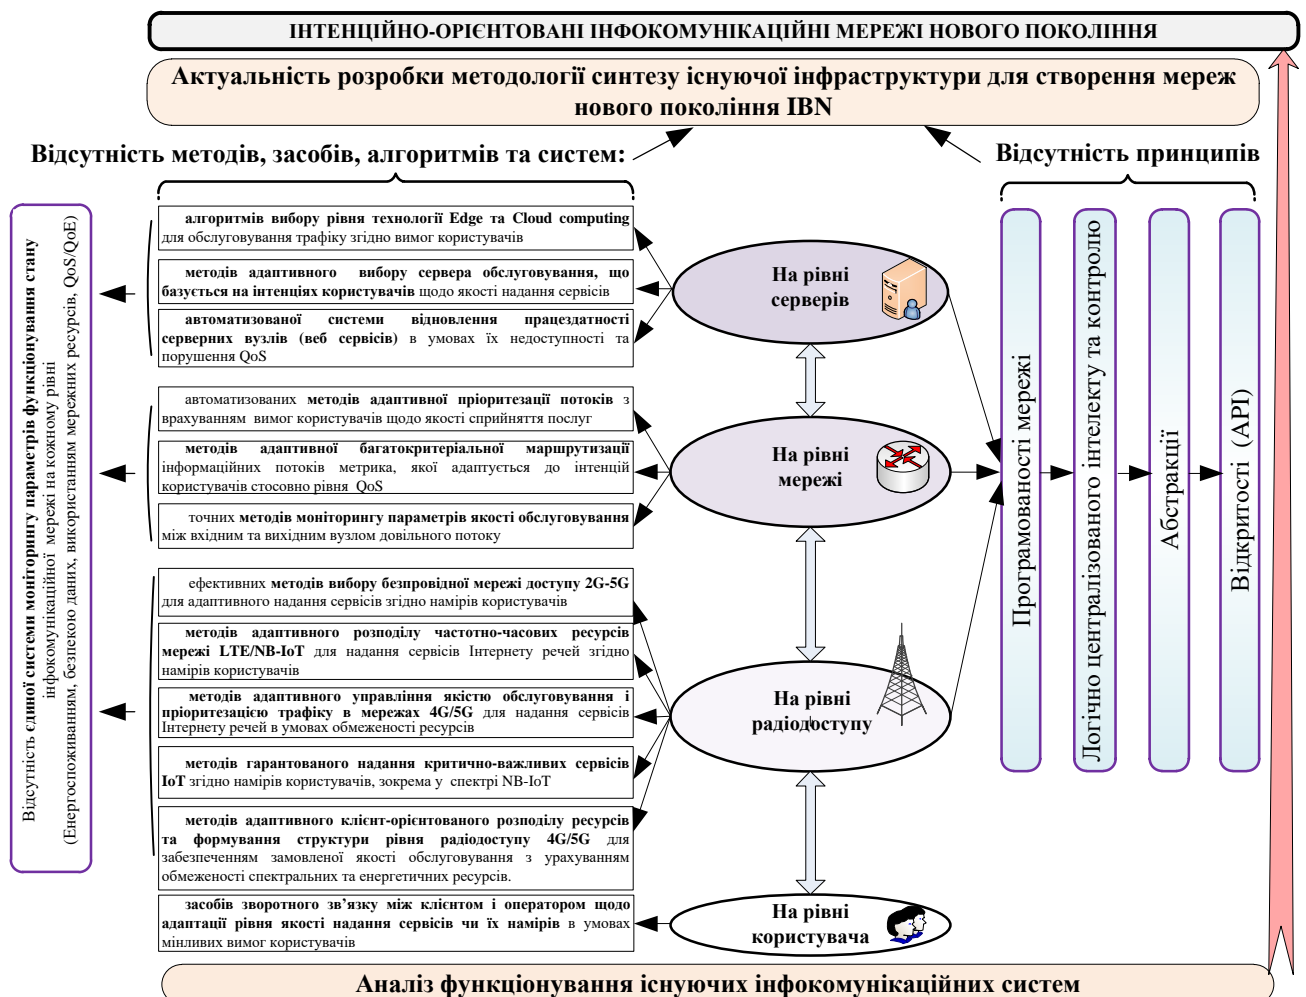 ІНТЕНЦІЙНО-ОРІЄНТОВАНІ ІНФОКОМУНІКАЦІЙНІ МЕРЕЖІ НОВОГО ПОКОЛІННЯ
Актуальність розробки методології синтезу існуючої інфраструктури для створення мереж
нового покоління IBN
Відсутність методів, засобів, алгоритмів та систем:
Відсутність принципів
Відсутність єдиної системи моніторингу параметрів функціонування стану
інфокомунікаційної мережі на кожному рівні
(Енергоспоживанням, безпекою даних, використанням мережних ресурсів, QoS/QoE)
алгоритмів вибору рівня технології Edge та Cloud computing
для обслуговування трафіку згідно вимог користувачів
методів адаптивного вибору сервера обслуговування, що
базується на інтенціях користувачів щодо якості надання сервісів
автоматизованої системи відновлення працездатності
серверних вузлів (веб сервісів) в умовах їх недоступності та
порушення QoS
автоматизованих методів адаптивної пріоритезації потоків з
врахуванням вимог користувачів щодо якості сприйняття послуг
методів адаптивної багатокритеріальної маршрутизації
інформаційних потоків метрика, якої адаптується до інтенцій
користувачів стосовно рівня QoS
точних методів моніторингу параметрів якості обслуговування
між вхідним та вихідним вузлом довільного потоку
ефективних методів вибору безпровідної мережі доступу 2G-5G
для адаптивного надання сервісів згідно намірів користувачів
методів адаптивного розподілу частотно-часових ресурсів
мережі LTE/NB-IoT для надання сервісів Інтернету речей згідно
намірів користувачів
методів адаптивного управління якістю обслуговування і
пріоритезацією трафіку в мережах 4G/5G для надання сервісів
Інтернету речей в умовах обмеженості ресурсів
методів гарантованого надання критично-важливих сервісів
IoT згідно намірів користувачів, зокрема у спектрі NB-IoT
методів адаптивного клієнт-орієнтованого розподілу ресурсів
та формування структури рівня радіодоступу 4G/5G для
забезпеченням замовленої якості обслуговування з урахуванням
обмеженості спектральних та енергетичних ресурсів.
засобів зворотного зв’язку між клієнтом і оператором щодо
адаптації рівня якості надання сервісів чи їх намірів в умовах
мінливих вимог користувачів
На рівні
серверів
На рівні
мережі
На рівні
радіодоступу
На рівні
користувача
Програмованості мережі
Логічно централізованого інтелекту та контролю
Абстракції
Відкритості (API)
Аналіз функціонування існуючих інфокомунікаційних систем